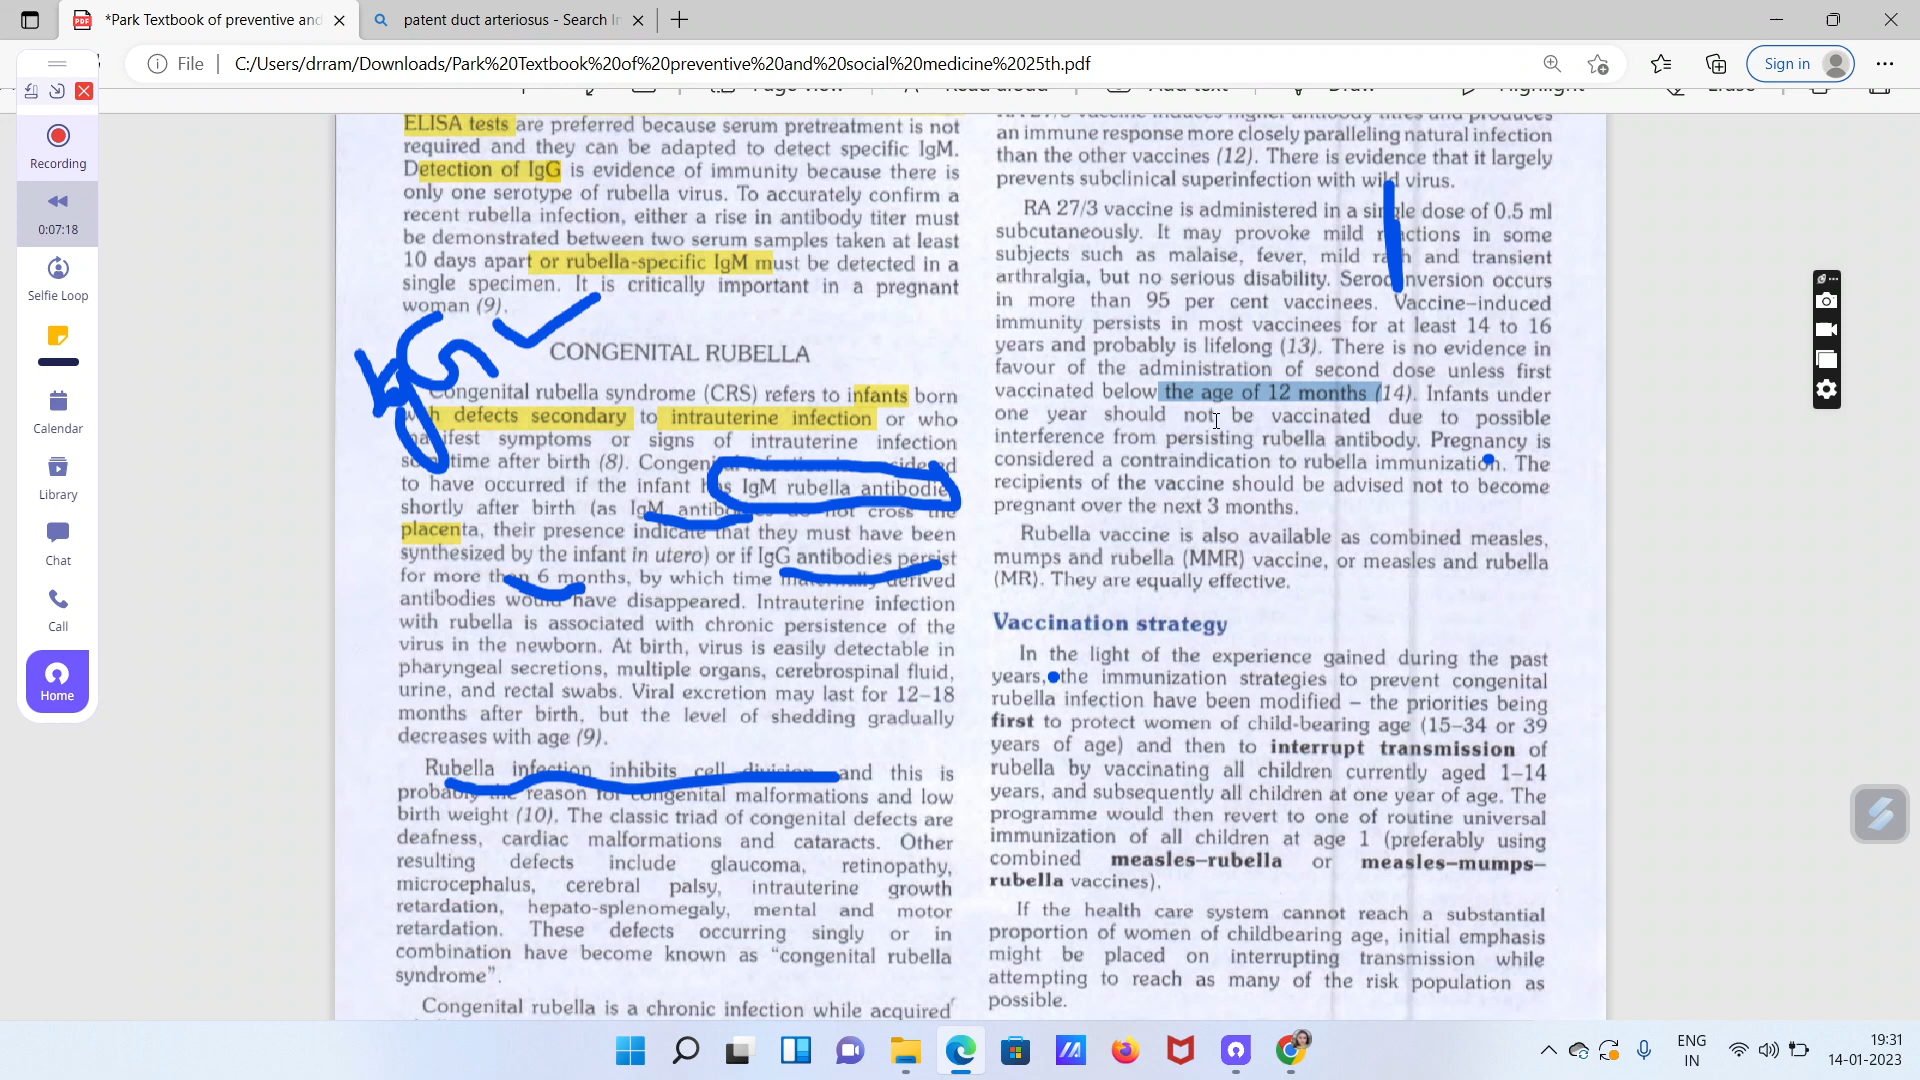 *Park Textbook of preventive and
patent duct arteriosus - Search I
File
C:/Users/drram/Downloads/Park%20Textbook%20of%20preventive%20and%20social%20medicine%2025th.pdf
Sign in
Recording
0:07:18
Selfie Loop
Calendar
Library
Chat
Call
Home
ELISA tests are preferred because serum pretreatment is not
required and they can be adapted to detect specific IgM.
Detection of IgG is evidence of immunity because there is
only one serotype of rubella virus. To accurately confirm a
recent rubella infection, either a rise in antibody titer must
be demonstrated between two serum samples taken at least
10 days apart or rubella-specific IgM must be detected in a
single specimen. It is critically important in a pregnant
woman (9).
CONGENITAL RUBELLA
Congenital rubella syndrome (CRS) refers to infants born
with defects secondary to intrauterine infection or who
manifest symptoms or signs of intrauterine infection
sometime after birth (8). Congenital
to have occurred if the infant has IgM rubella antibodies
shortly after birth (as IgM antibodies do not cross the
placenta, their presence indicate that they must have been
synthesized by the infant in utero) or if IgG antibodies persist
for more than 6 months, by which time maternally derived
antibodies would have disappeared. Intrauterine infection
with rubella is associated with chronic persistence of the
virus in the newborn. At birth, virus is easily detectable in
pharyngeal secretions, multiple organs, cerebrospinal fluid,
urine, and rectal swabs. Viral excretion may last for 12–18
months after birth, but the level of shedding gradually
decreases with age (9).
Rubella infection inhibits cell division and this is
probably the reason for congenital malformations and low
birth weight (10). The classic triad of congenital defects are
deafness, cardiac malformations and cataracts. Other
resulting defects include glaucoma, retinopathy,
microcephalus, cerebral palsy, intrauterine growth
retardation, hepato-splenomegaly, mental and motor
retardation. These defects occurring singly or in
combination have become known as "congenital rubella
syndrome".
Congenital rubella is a chronic infection while acquired
an immune response more closely paralleling natural infection
than the other vaccines (12). There is evidence that it largely
prevents subclinical superinfection with wild virus.
RA 27/3 vaccine is administered in a single dose of 0.5 ml
subcutaneously. It may provoke mild reactions in some
subjects such as malaise, fever, mild rash and transient
arthralgia, but no serious disability. Seroconversion occurs
in more than 95 per cent vaccinees. Vaccine–induced
immunity persists in most vaccinees for at least 14 to 16
years and probably is lifelong (13). There is no evidence in
favour of the administration of second dose unless first
vaccinated below the age of 12 months (14). Infants under
one year should not be vaccinated due to possible
interference from persisting rubella antibody. Pregnancy is
considered a contraindication to rubella immunization. The
recipients of the vaccine should be advised not to become
pregnant over the next 3 months.
Rubella vaccine is also available as combined measles,
mumps and rubella (MMR) vaccine, or measles and rubella
(MR). They are equally effective.
Vaccination strategy
In the light of the experience gained during the past
years, the immunization strategies to prevent congenital
rubella infection have been modified – the priorities being
first to protect women of child-bearing age (15–34 or 39
years of age) and then to interrupt transmission of
rubella by vaccinating all children currently aged 1–14
years, and subsequently all children at one year of age. The
programme would then revert to one of routine universal
immunization of all children at age 1 (preferably using
combined measles–rubella or measles–mumps–
rubella vaccines).
If the health care system cannot reach a substantial
proportion of women of childbearing age, initial emphasis
might be placed on interrupting transmission while
attempting to reach as many of the risk population as
possible.
ENG
IN
19:31
14-01-2023